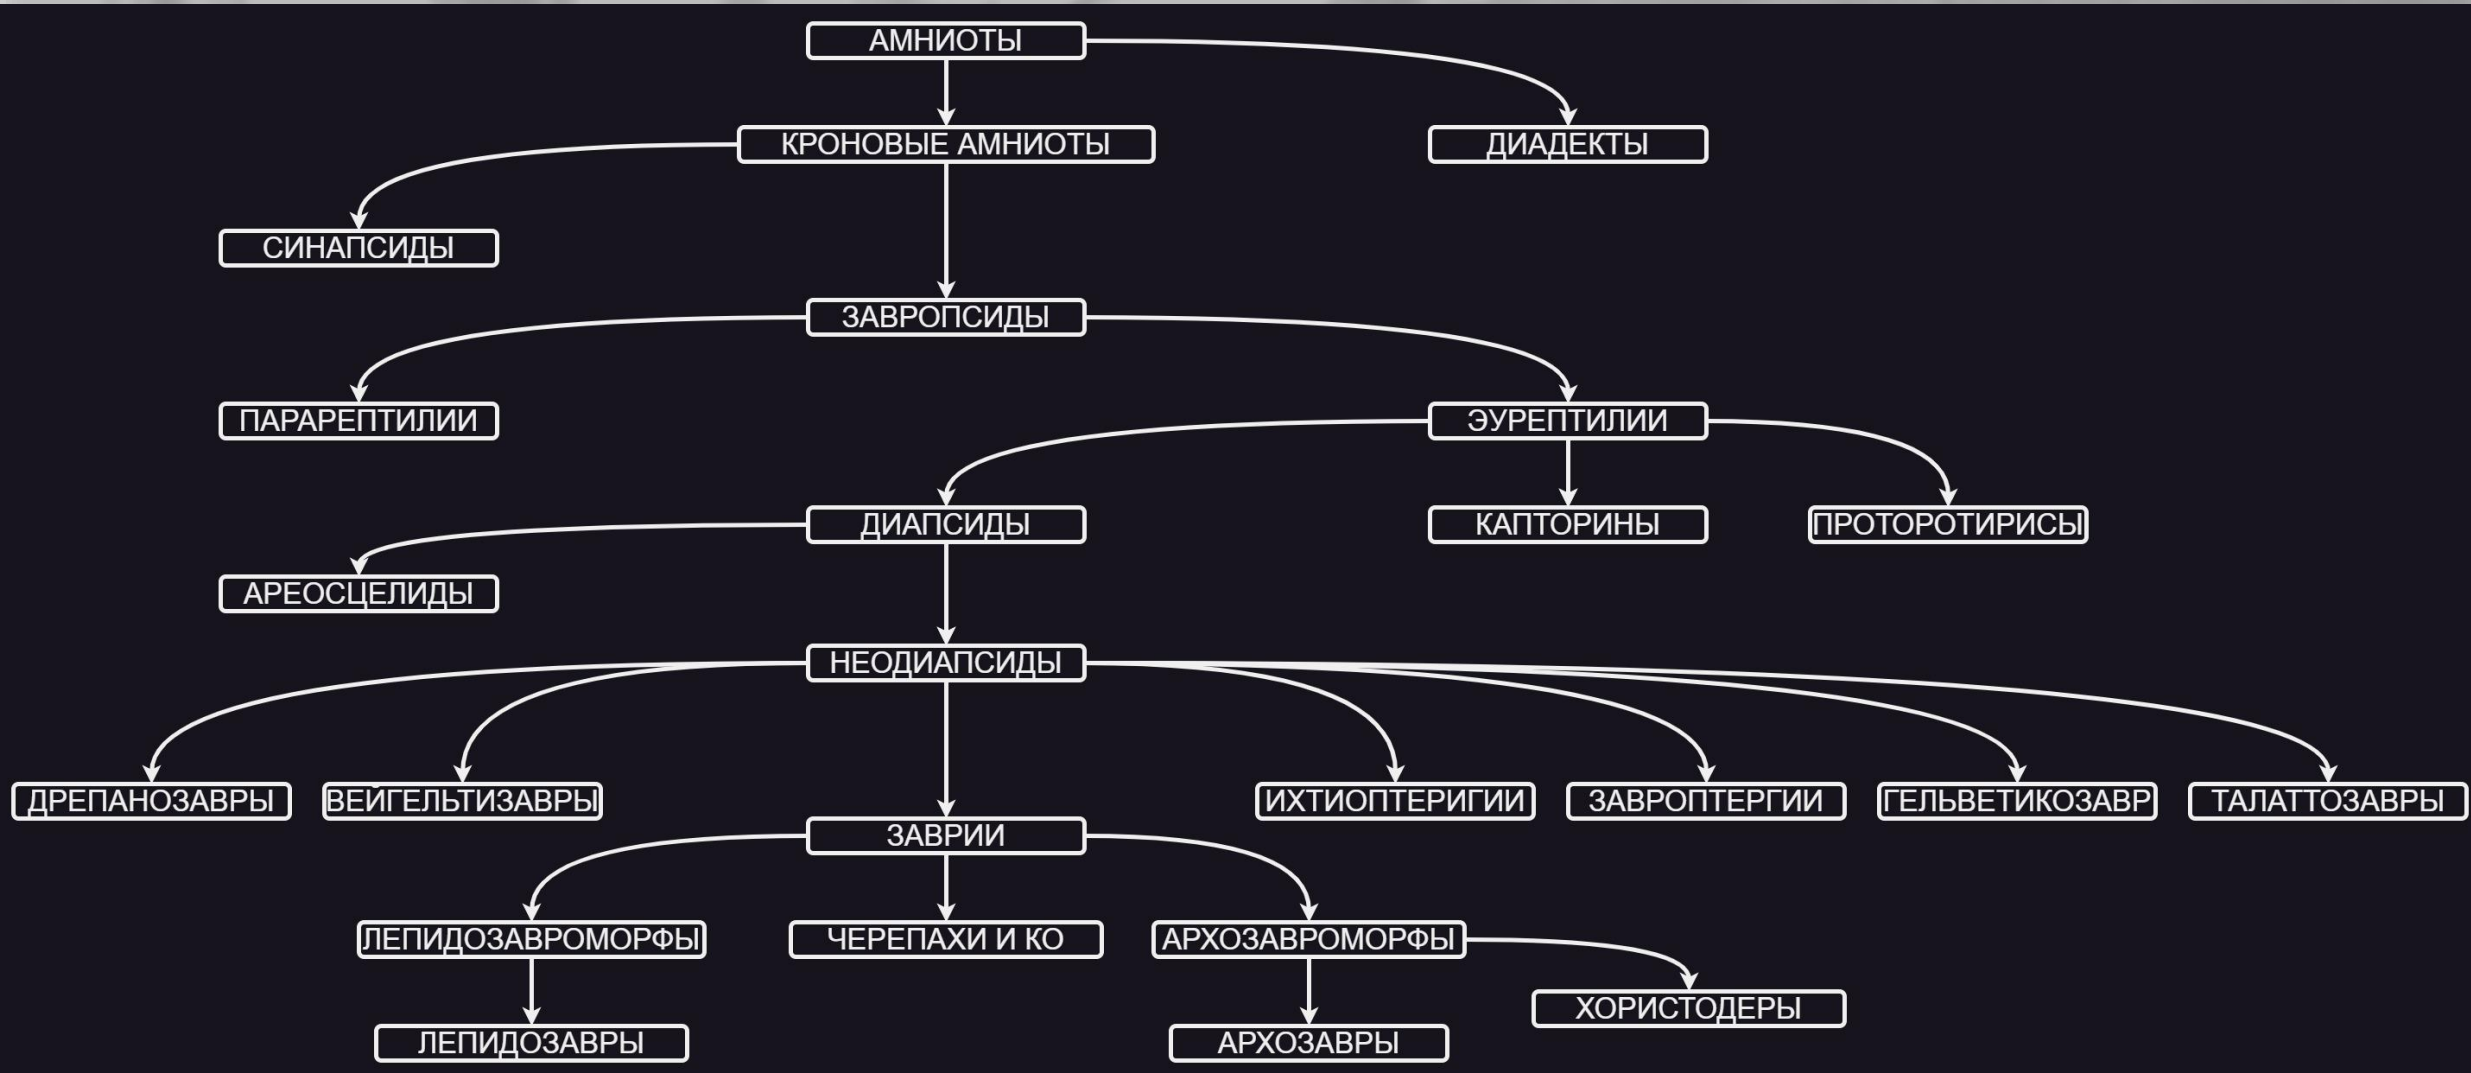 АМНИОТЫ
КРОНОВЫЕ АМНИОТЫ
ДИАДЕКТЫ
СИНАПСИДЫ
ЗАВРОПСИДЫ
ПАРАРЕПТИЛИИ
ЭУРЕПТИЛИИ
ДИАПСИДЫ
КАПТОРИНЫ
ПРОТОРОТИРИСЫ
АРЕОСЦЕЛИДЫ
НЕОДИАПСИДЫ
ДРЕПАНОЗАВРЫ
ВЕЙГЕЛЬТИЗАВРЫ
ИХТИОПТЕРИГИИ
ЗАВРОПТЕРГИИ
ГЕЛЬВЕТИКОЗАВР
ТАЛАТТОЗАВРЫ
ЗАВРИИ
ЛЕПИДОЗАВРОМОРФЫ
ЧЕРЕПАХИ И КО
АРХОЗАВРОМОРФЫ
ХОРИСТОДЕРЫ
ЛЕПИДОЗАВРЫ
АРХОЗАВРЫ